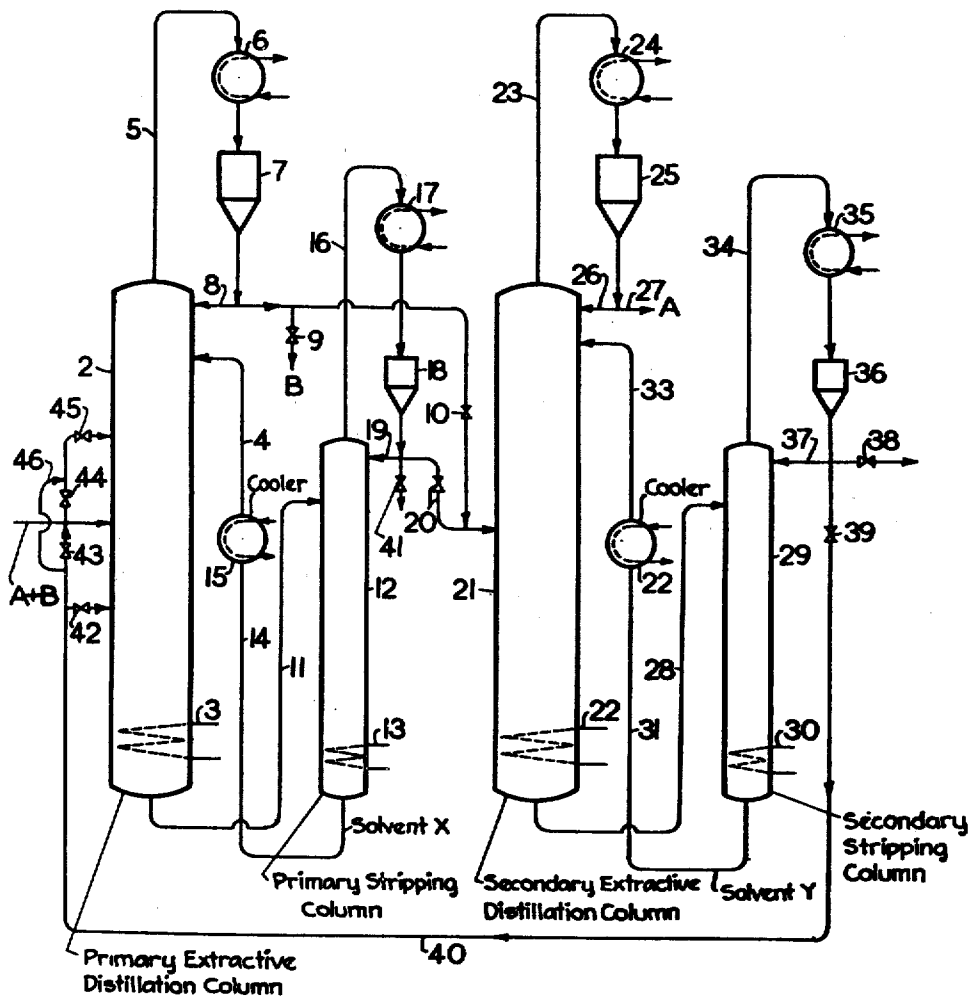 6
24
5
23
7
25
17
35
16
34
8
26
27
A
9
2
18
36
B
10
33
45
19
37
38
4
46
44
Cooler
Cooler
20
41
39
43
15
22
A+B
12
21
29
42
14
11
28
3
13
22
31
30
Solvent X
Secondary
Stripping
Column
Primary Stripping
Column
Secondary Extractive
Distillation Column
Solvent Y
40
Primary Extractive
Distillation Column